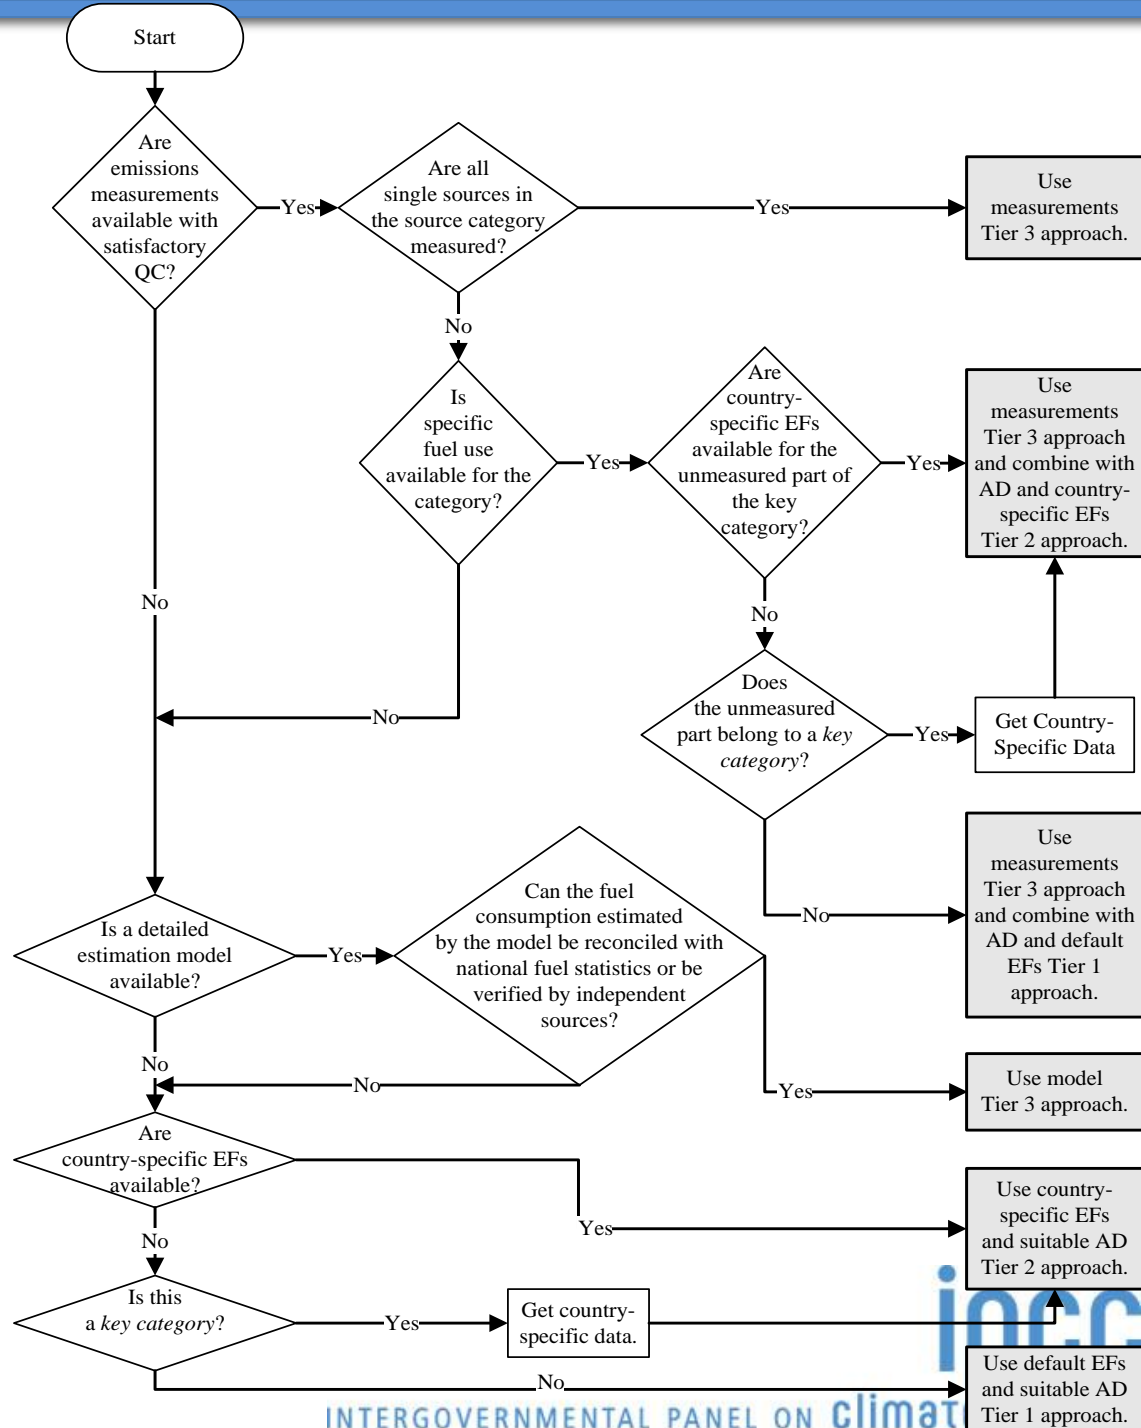 Start
Are
emissions
measurements
available with
satisfactory
QC?
Yes
Are all
single sources in
the source category
measured?
Yes
Use
measurements
Tier 3 approach.
No
No
Is
specific
fuel use
available for the
category?
Yes
Are
country-
specific EFs
available for the
unmeasured part of
the key
category?
Yes
Use
measurements
Tier 3 approach
and combine with
AD and country-
specific EFs
Tier 2 approach.
No
No
Does
the unmeasured
part belong to a key
category?
Yes
Get Country-
Specific Data
No
Use
measurements
Tier 3 approach
and combine with
AD and default
EFs Tier 1
approach.
Is a detailed
estimation model
available?
Yes
Can the fuel
consumption estimated
by the model be reconciled with
national fuel statistics or be
verified by independent
sources?
No
No
Yes
Use model
Tier 3 approach.
Are
country-specific EFs
available?
Yes
Use country-
specific EFs
and suitable AD
Tier 2 approach.
No
Is this
a key category?
Yes
Get country-
specific data.
No
Use default EFs
and suitable AD
Tier 1 approach.
ipcc
INTERGOVERNMENTAL PANEL ON